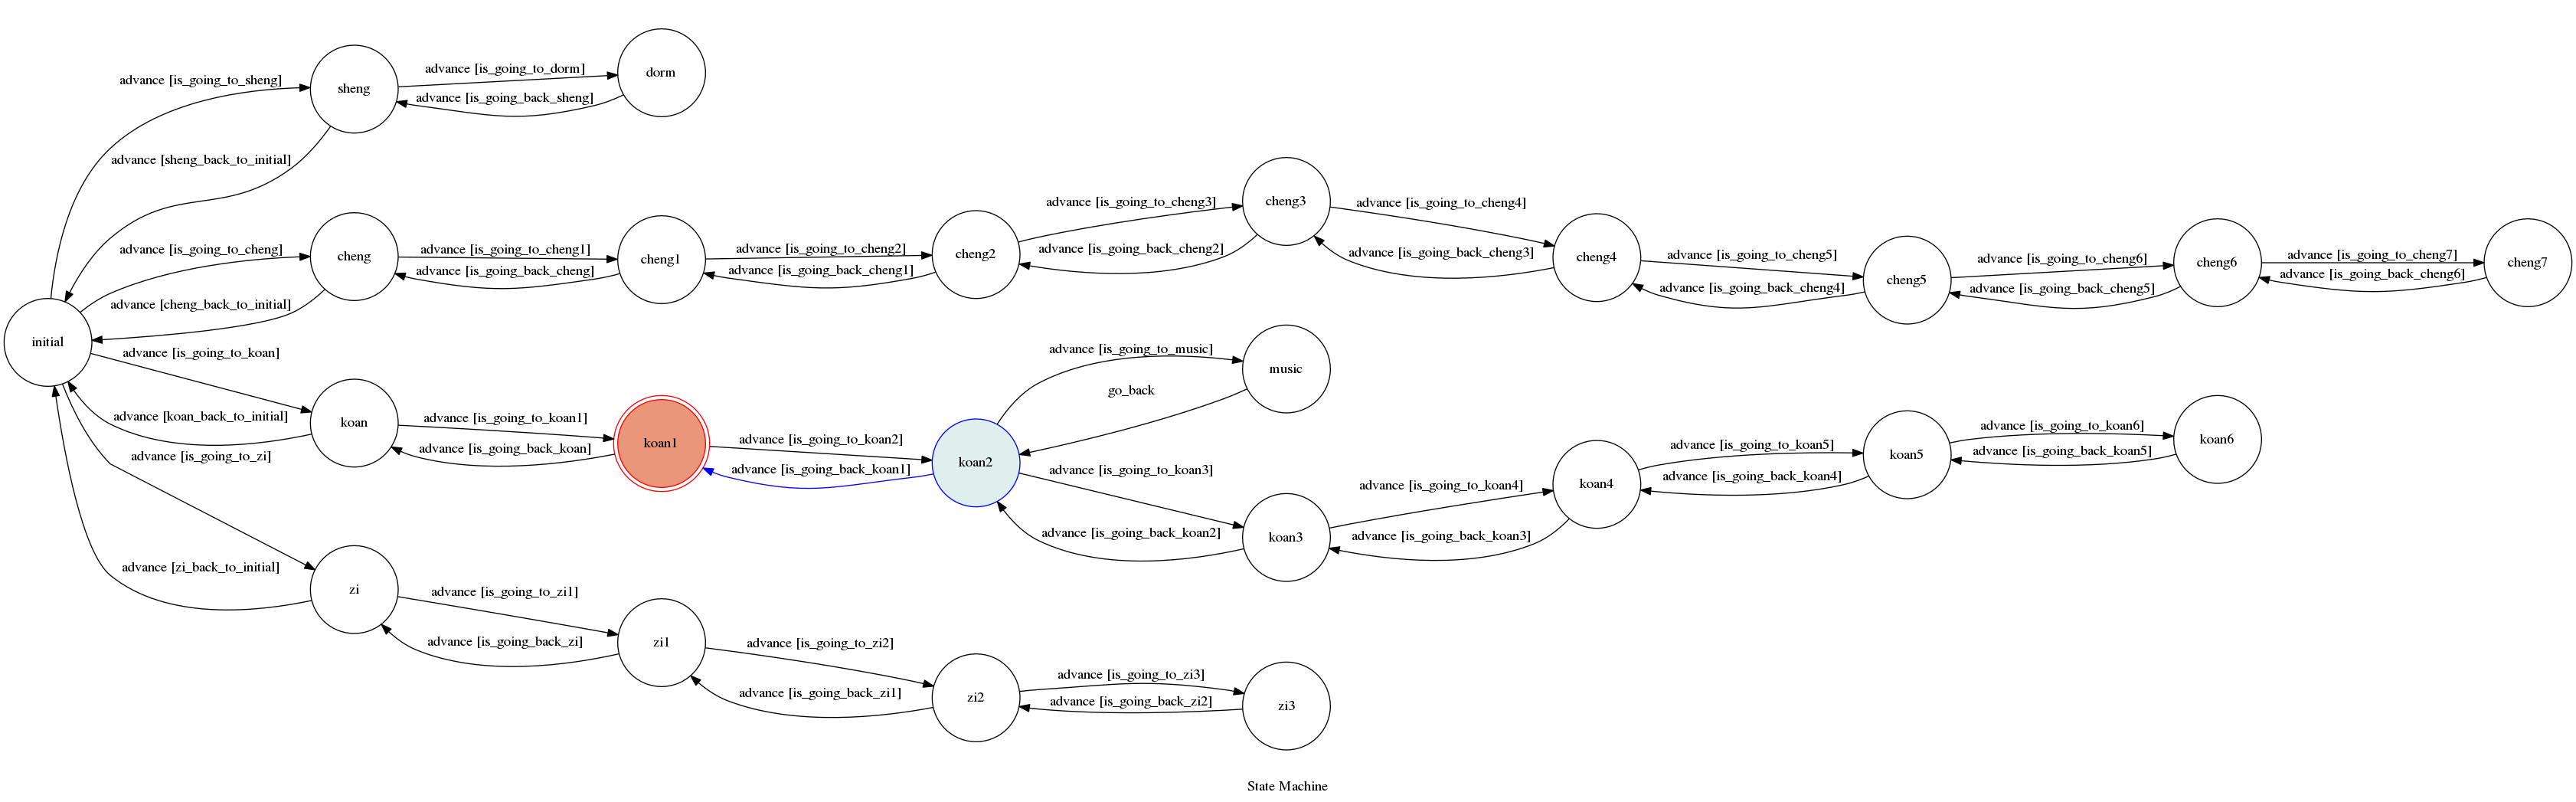 initial
advance [is_going_to_sheng]
sheng
advance [is_going_to_dorm]
dorm
advance [is_going_back_sheng]
advance [sheng_back_to_initial]
advance [is_going_to_cheng]
cheng
advance [cheng_back_to_initial]
advance [is_going_to_cheng1]
advance [is_going_back_cheng]
cheng1
advance [is_going_to_cheng2]
advance [is_going_back_cheng1]
cheng2
advance [is_going_to_cheng3]
advance [is_going_back_cheng2]
cheng3
advance [is_going_to_cheng4]
advance [is_going_back_cheng3]
cheng4
advance [is_going_to_cheng5]
advance [is_going_back_cheng4]
cheng5
advance [is_going_to_cheng6]
advance [is_going_back_cheng5]
cheng6
advance [is_going_to_cheng7]
advance [is_going_back_cheng6]
cheng7
advance [is_going_to_koan]
advance [koan_back_to_initial]
koan
advance [is_going_to_koan1]
advance [is_going_back_koan]
koan1
advance [is_going_to_koan2]
advance [is_going_back_koan1]
koan2
advance [is_going_to_music]
go_back
music
advance [is_going_to_koan3]
advance [is_going_back_koan2]
koan3
advance [is_going_to_koan4]
advance [is_going_back_koan3]
koan4
advance [is_going_to_koan5]
advance [is_going_back_koan4]
koan5
advance [is_going_to_koan6]
advance [is_going_back_koan5]
koan6
advance [is_going_to_zi]
advance [zi_back_to_initial]
zi
advance [is_going_to_zi1]
advance [is_going_back_zi]
zi1
advance [is_going_to_zi2]
advance [is_going_back_zi1]
zi2
advance [is_going_to_zi3]
advance [is_going_back_zi2]
zi3
State Machine